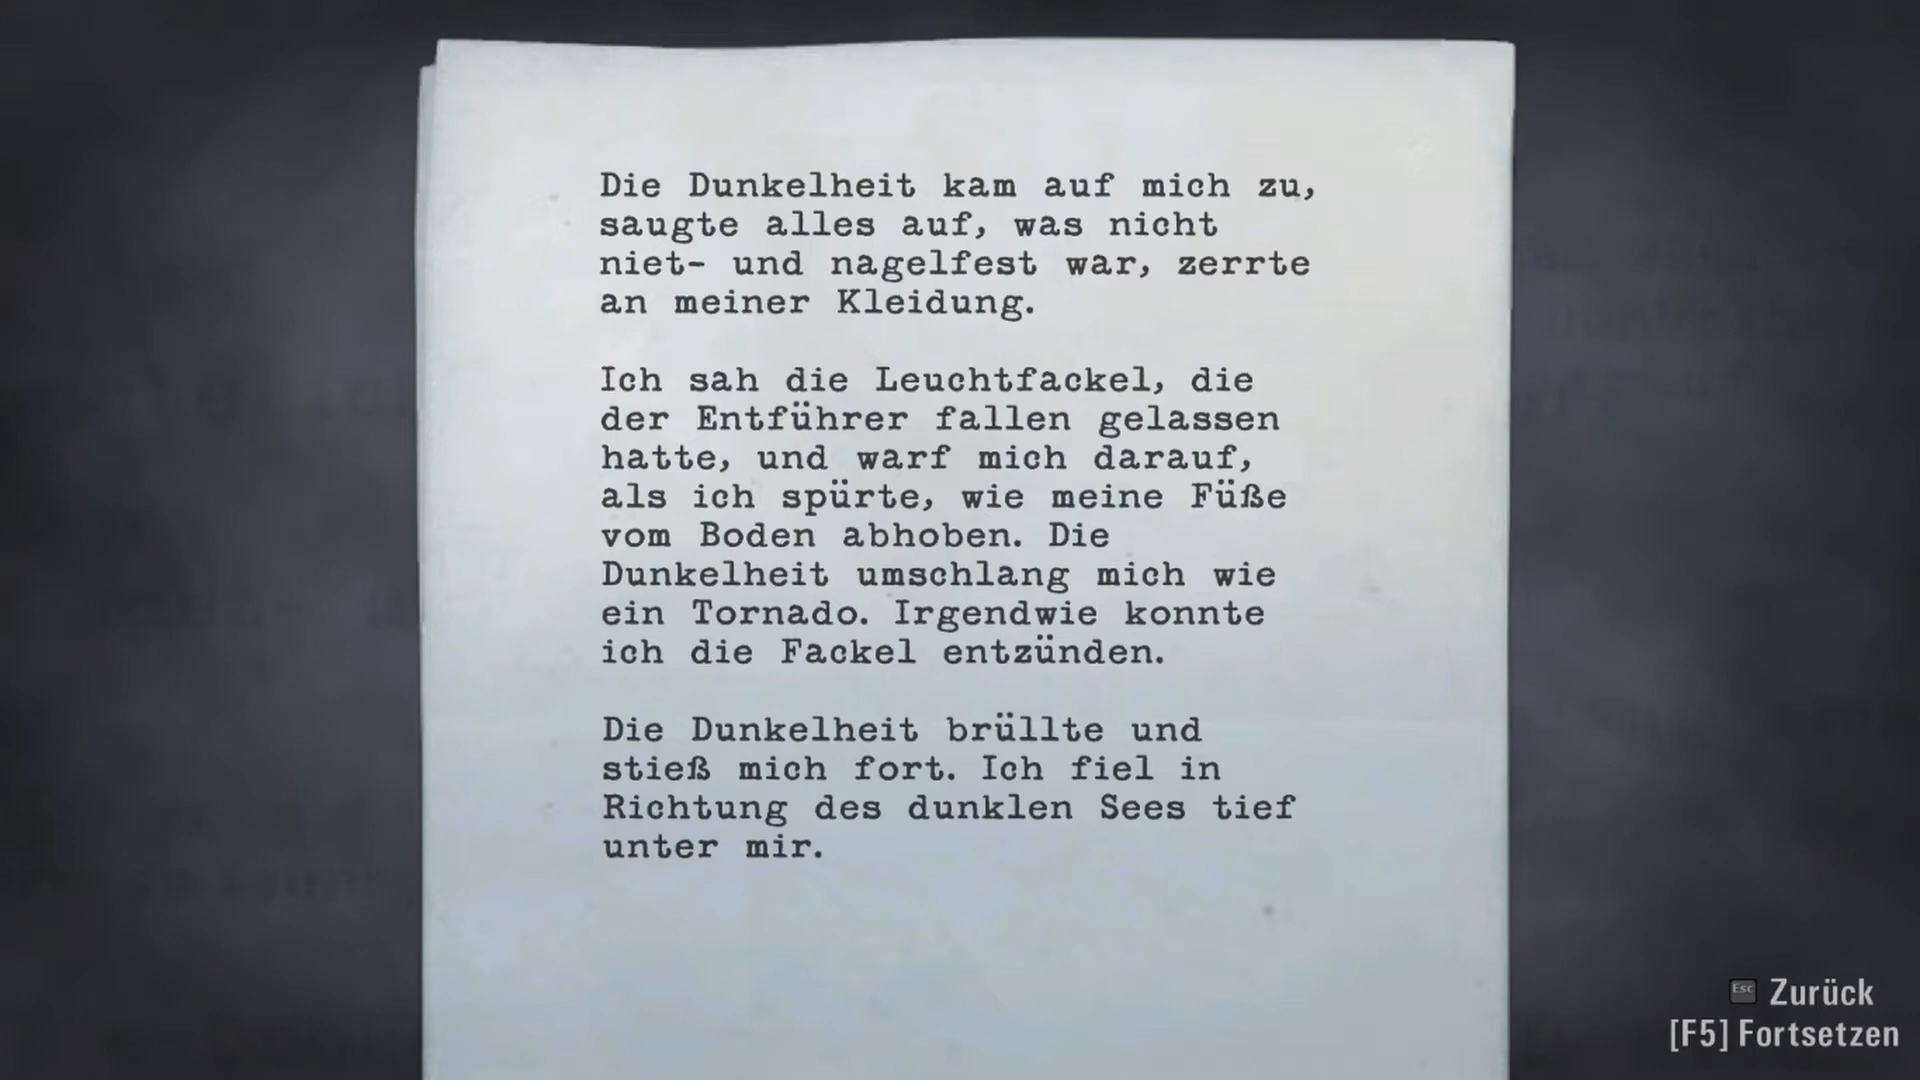 Die Dunkelheit kam auf mich zu,
saugte alles auf, was nicht
niet- und nagelfest war, zerrte
an meiner Kleidung.
Ich sah die Leuchtfackel, die
der Entführer fallen gelassen
hatte, und warf mich darauf,
als ich spürte, wie meine Füße
vom Boden abhoben. Die
Dunkelheit umschlang mich wie
ein Tornado. Irgendwie konnte
ich die Fackel entzünden.
Die Dunkelheit brüllte und
stieß mich fort. Ich fiel in
Richtung des dunklen Sees tief
unter mir.
Esc Zurück
[F5] Fortsetzen